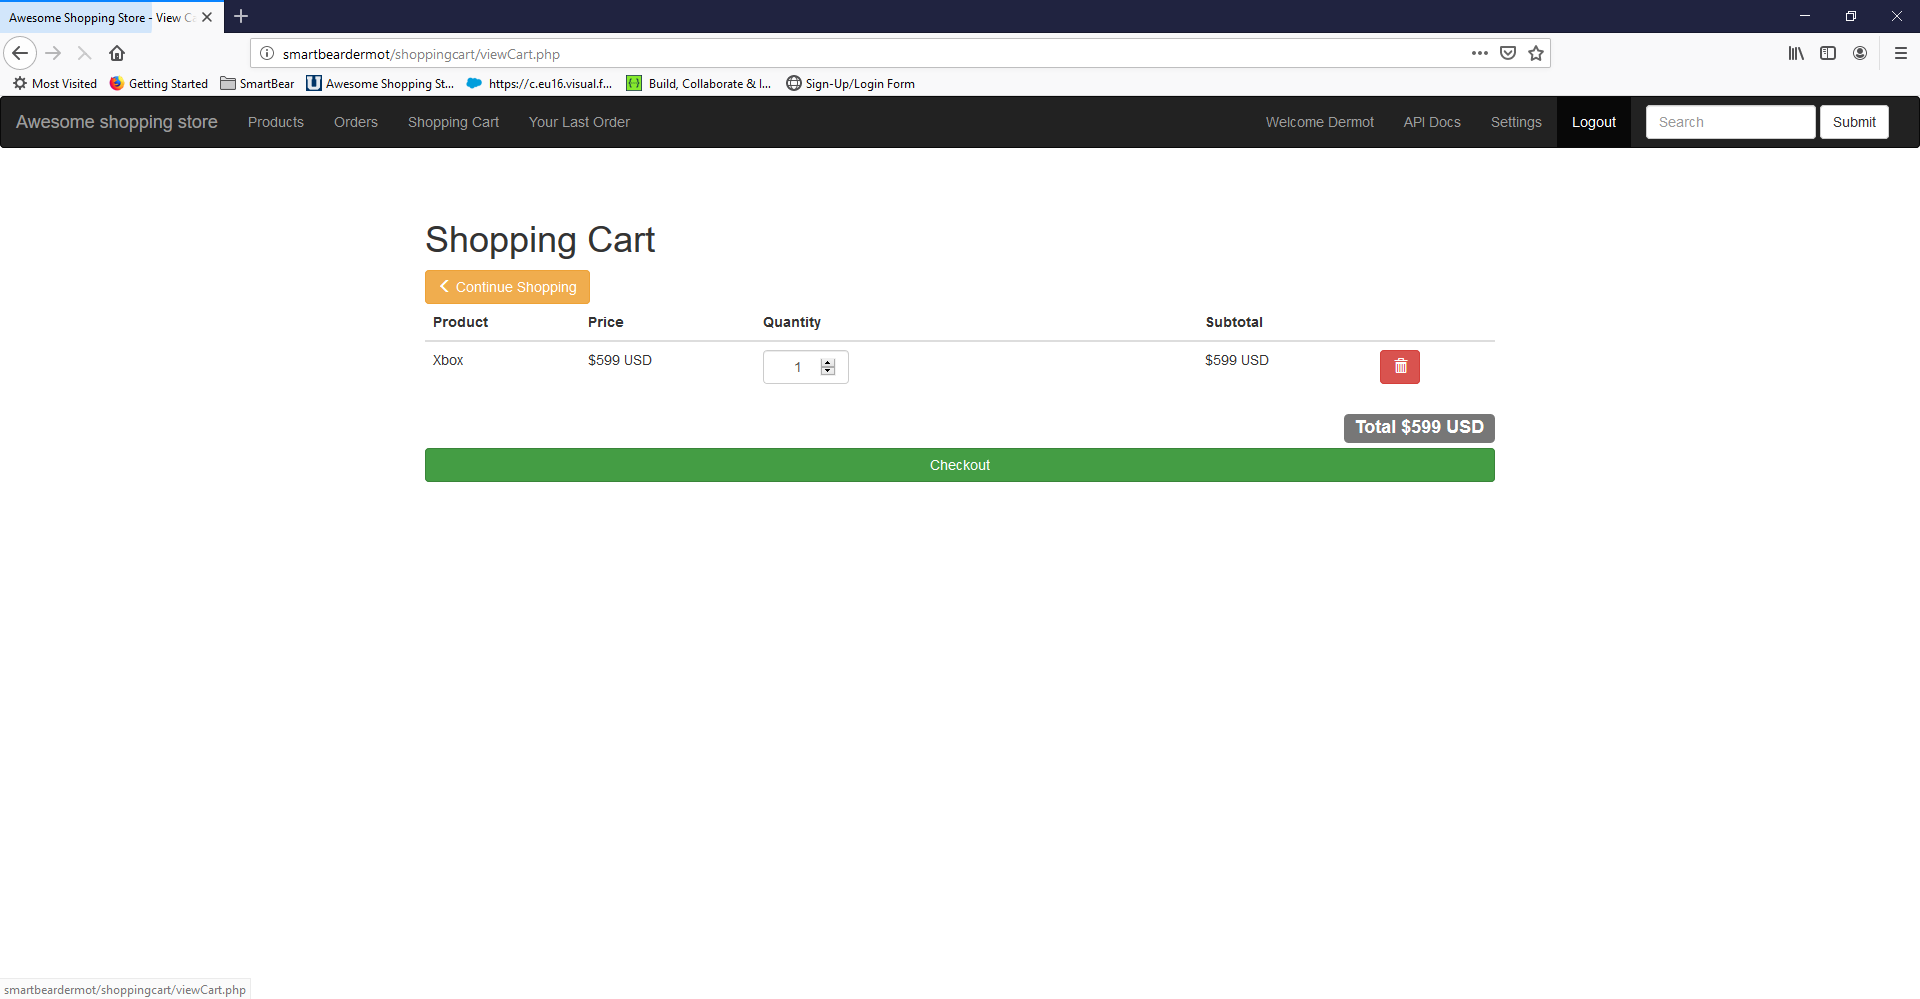 Awesome Shopping Store - View Ca
smartbeardermot/shoppingcart/viewCart.php
Most Visited Getting Started SmartBear Awesome Shopping St... https://c.eu16.visual.f... Build, Collaborate & I... Sign-Up/Login Form
Awesome shopping store Products Orders Shopping Cart Your Last Order Welcome Dermot API Docs Settings Logout Search Submit
Shopping Cart
Continue Shopping
Product Price Quantity Subtotal
Xbox $599 USD 1 $599 USD
Total $599 USD
Checkout
smartbeardermot/shoppingcart/viewCart.php